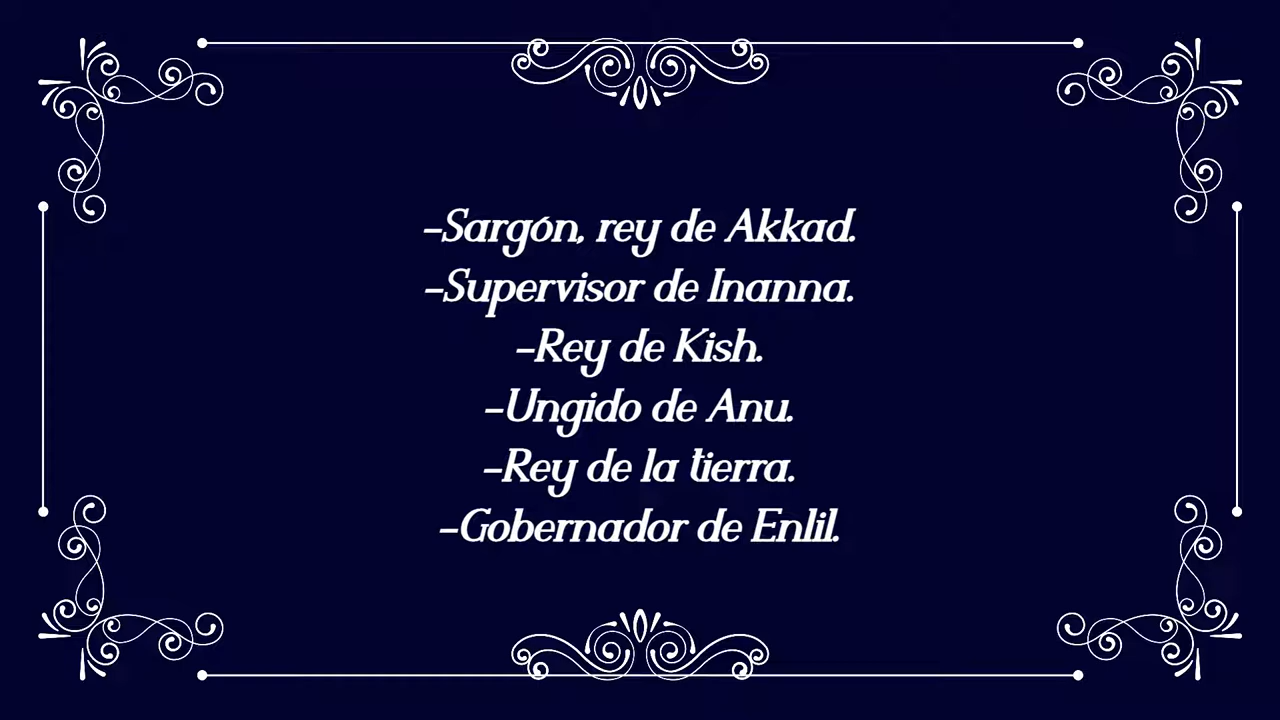 -Sargón, rey de Akkad.
-Supervisor de Inanna.
-Rey de Kish.
-Ungido de Anu.
-Rey de la tierra.
-Gobernador de Enlil.